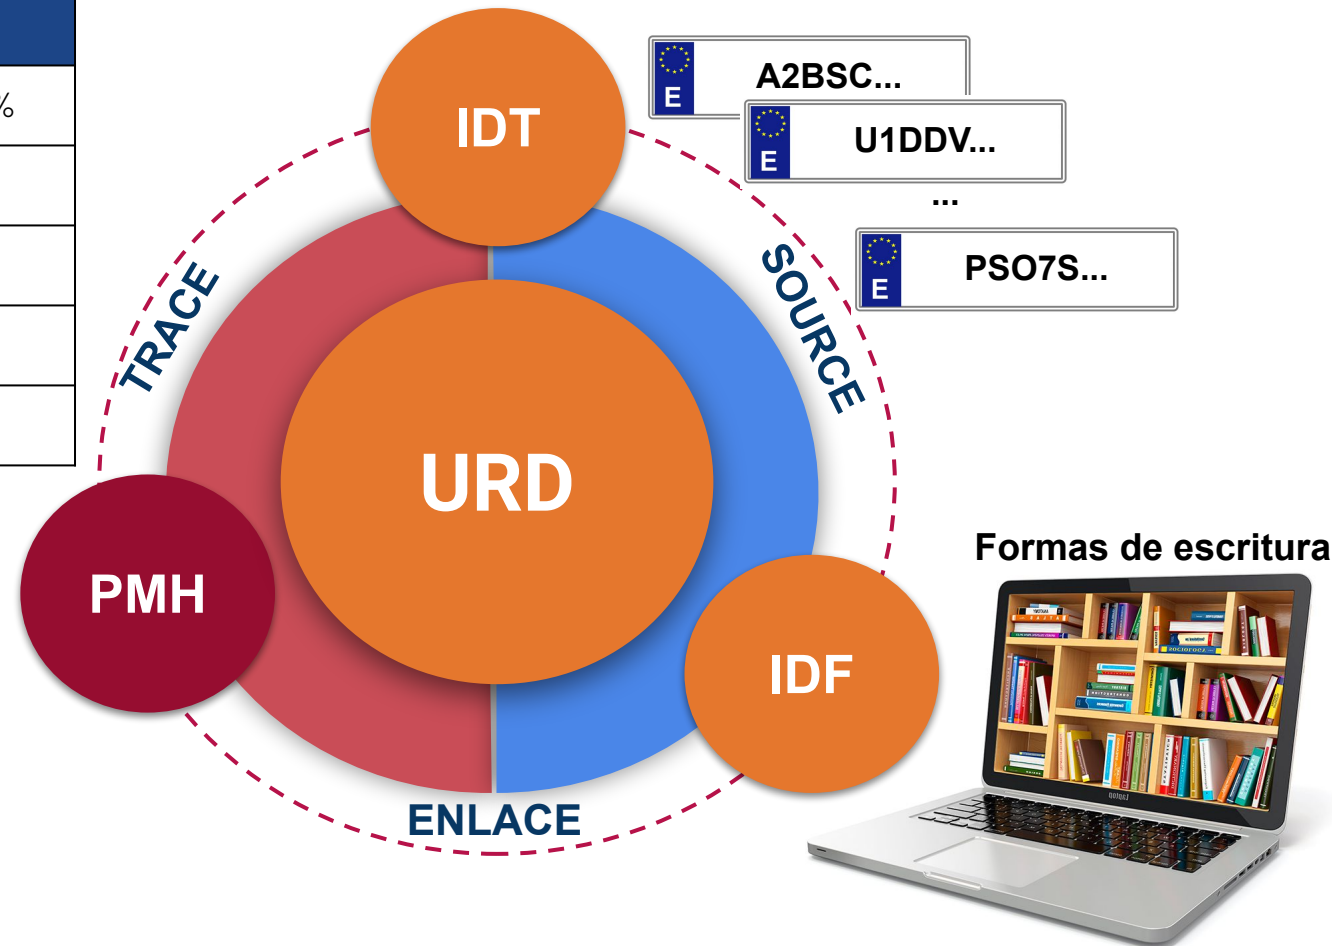 %
IDT
E
A2BSC...
E
U1DDV...
...
E
PSO7S...
TRACE
SOURCE
URD
PMH
IDF
ENLACE
Formas de escritura